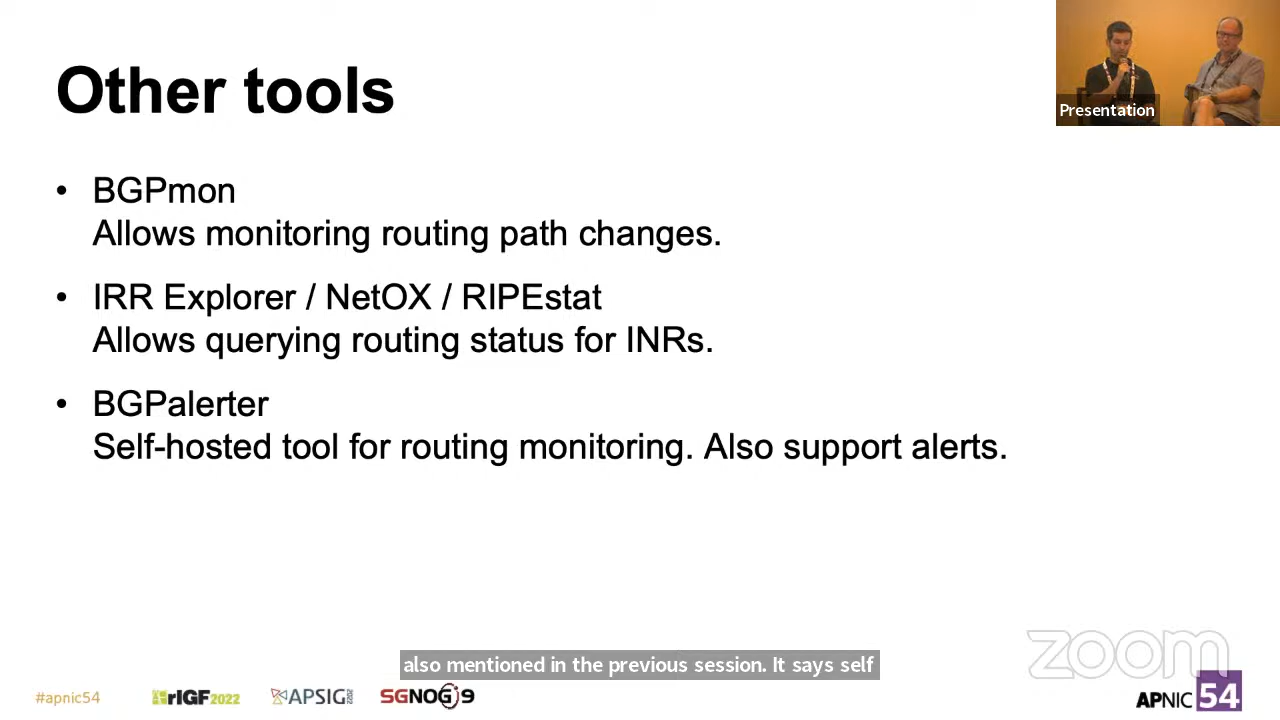 Other tools
Presentation
• BGPmon
Allows monitoring routing path changes.
• IRR Explorer / NetOX / RIPEstat
Allows querying routing status for INRs.
• BGPalerter
Self-hosted tool for routing monitoring. Also support alerts.
also mentioned in the previous session. It says self
zoom
#apnic54
rIGF2022
APSIG
SGNOG9
APNIC 54